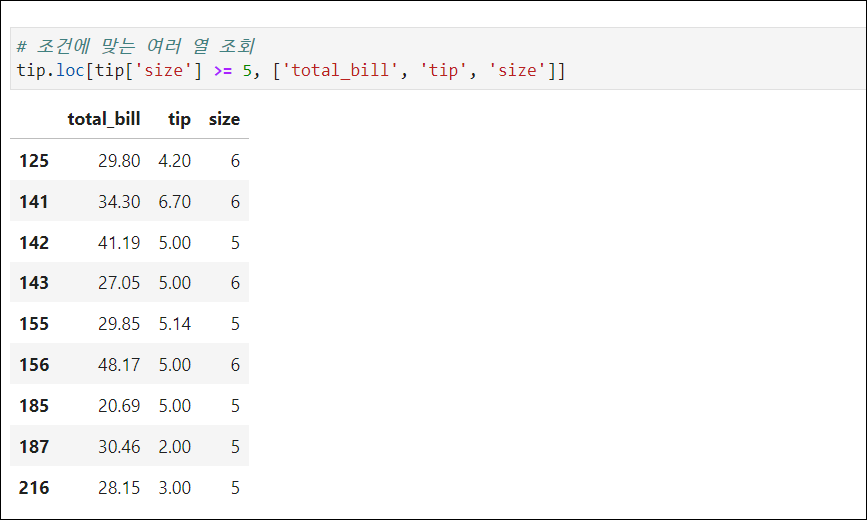 # 조건에 맞는 여러 열 조회
tip.loc[tip['size'] >= 5, ['total_bill', 'tip', 'size']]
total_bill tip size
125 29.80 4.20 6
141 34.30 6.70 6
142 41.19 5.00 5
143 27.05 5.00 6
155 29.85 5.14 5
156 48.17 5.00 6
185 20.69 5.00 5
187 30.46 2.00 5
216 28.15 3.00 5